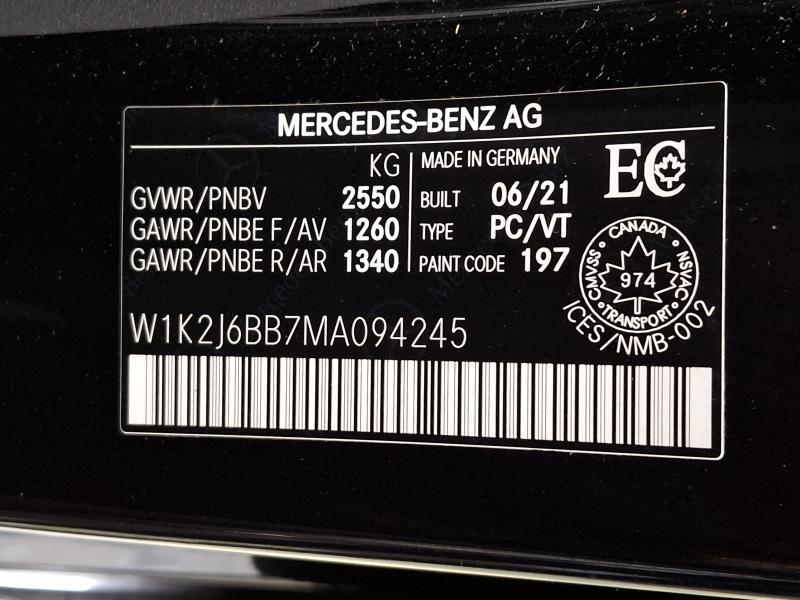 MERCEDES-BENZ AG
KG
GVWR/PNBV 2550
GAWR/PNBE F/AV 1260
GAWR/PNBE R/AR 1340
MADE IN GERMANY
BUILT 06/21
TYPE PC/VT
PAINT CODE 197
EC
CANADA
CMVSS 974 NSVAC
TRANSPORT
ICES/NMB-002
W1K2J6BB7MA094245